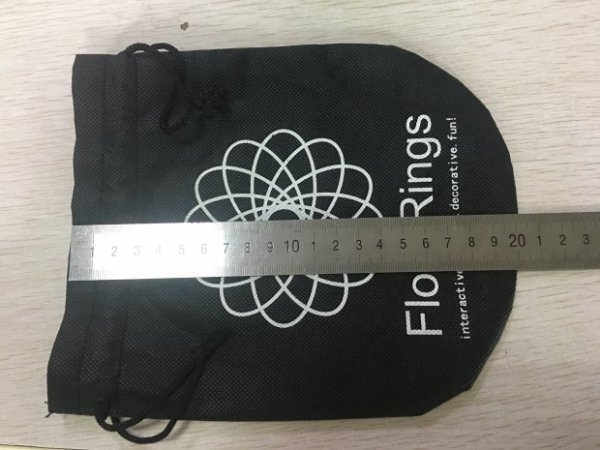 Flo Rings
interactive decorative. fun!
1 2 3 4 5 6 7 8 9 10 1 2 3 4 5 6 7 8 9 20 1 2 3